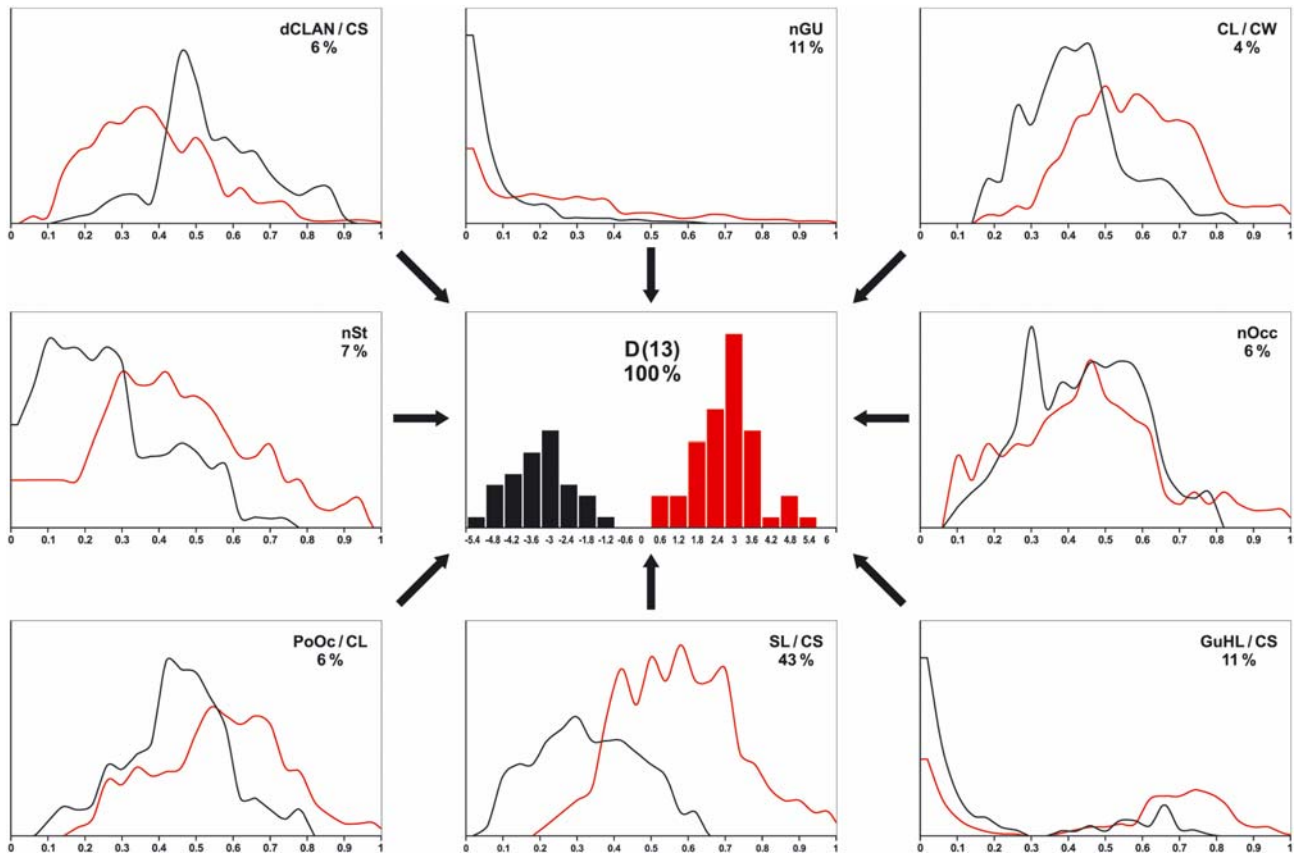 dCLAN / CS
6 %
0 0.1 0.2 0.3 0.4 0.5 0.6 0.7 0.8 0.9 1
nGU
11 %
0 0.1 0.2 0.3 0.4 0.5 0.6 0.7 0.8 0.9 1
CL / CW
4 %
0 0.1 0.2 0.3 0.4 0.5 0.6 0.7 0.8 0.9 1
nSt
7 %
0 0.1 0.2 0.3 0.4 0.5 0.6 0.7 0.8 0.9 1
D (13)
100 %
-5.4 -4.8 -4.2 -3.6 -3 -2.4 -1.8 -1.2 -0.6 0 0.6 1.2 1.8 2.4 3 3.6 4.2 4.8 5.4 6
nOcc
6 %
0 0.1 0.2 0.3 0.4 0.5 0.6 0.7 0.8 0.9 1
PoOc / CL
6 %
0 0.1 0.2 0.3 0.4 0.5 0.6 0.7 0.8 0.9 1
SL / CS
43 %
0 0.1 0.2 0.3 0.4 0.5 0.6 0.7 0.8 0.9 1
GuHL / CS
11 %
0 0.1 0.2 0.3 0.4 0.5 0.6 0.7 0.8 0.9 1